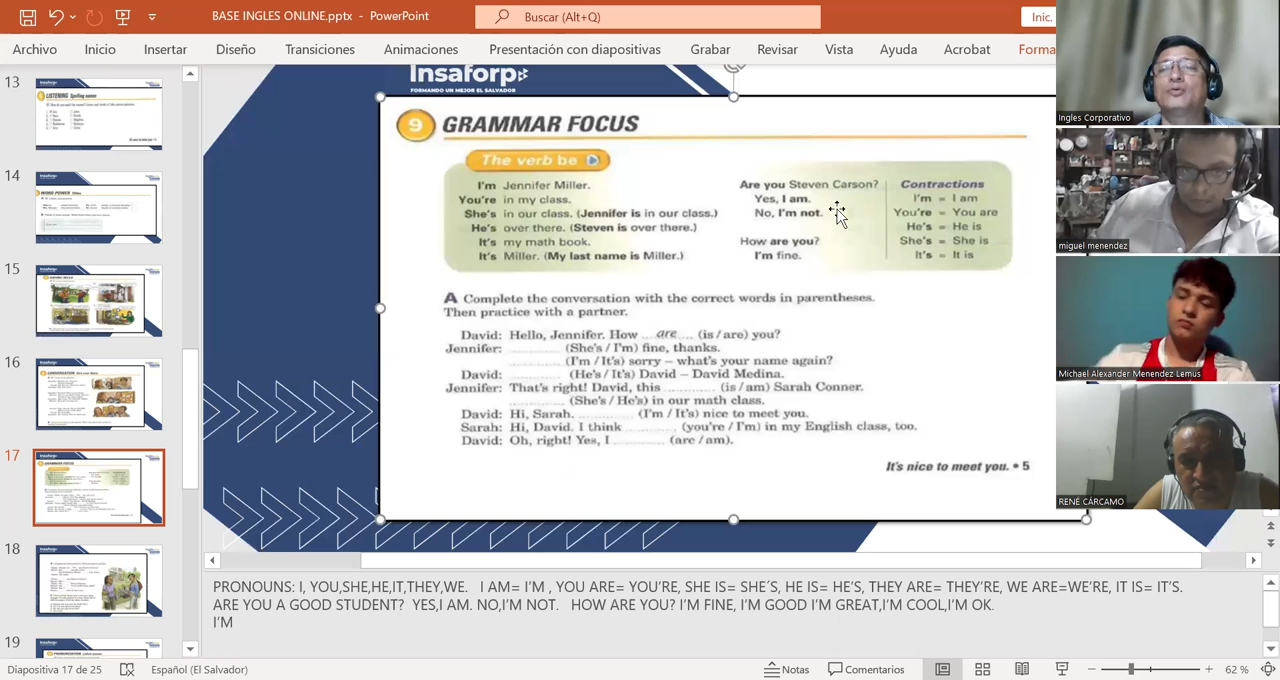 BASE INGLES ONLINE.pptx - PowerPoint
Buscar (Alt+Q)
Inic.
Archivo Inicio Insertar Diseño Transiciones Animaciones Presentación con diapositivas Grabar Revisar Vista Ayuda Acrobat Forma
13
14
15
16
17
18
19
Insaforp
FORMANDO UN MEJOR EL SALVADOR
9 GRAMMAR FOCUS
The verb be
I'm Jennifer Miller.
You're in my class.
She's in our class. (Jennifer is in our class.)
He's over there. (Steven is over there.)
It's my math book.
It's Miller. (My last name is Miller.)
Are you Steven Carson?
Yes, I am.
No, I'm not.
How are you?
I'm fine.
Contractions
I'm = I am
You're = You are
He's = He is
She's = She is
It's = It is
A Complete the conversation with the correct words in parentheses.
Then practice with a partner.
David: Hello, Jennifer. How are (is / are) you?
Jennifer: (She's / I'm) fine, thanks.
(I'm / It's) sorry – what's your name again?
David: (He's / It's) David – David Medina.
Jennifer: That's right! David, this (is / am) Sarah Conner.
(She's / He's) in our math class.
David: Hi, Sarah. (I'm / It's) nice to meet you.
Sarah: Hi, David. I think (you're / I'm) in my English class, too.
David: Oh, right! Yes, I (are / am).
It's nice to meet you. • 5
Ingles Corporativo
miguel menendez
Michael Alexander Menendez Lemus
RENÉ CÁRCAMO
PRONOUNS: I, YOU,SHE,HE,IT,THEY,WE. I'M , YOU ARE= YOU'RE, SHE IS= HE IS= HE'S, THEY ARE= THEY'RE, WE ARE=WE'RE, IT IS= IT'S.
ARE YOU A GOOD STUDENT? YES,I AM. NO,I'M NOT. HOW ARE YOU? I'M FINE, I'M GOOD I'M GREAT,I'M COOL,I'M OK.
I'M
Diapositiva 17 de 25 Español (El Salvador) Notas Comentarios 62 %